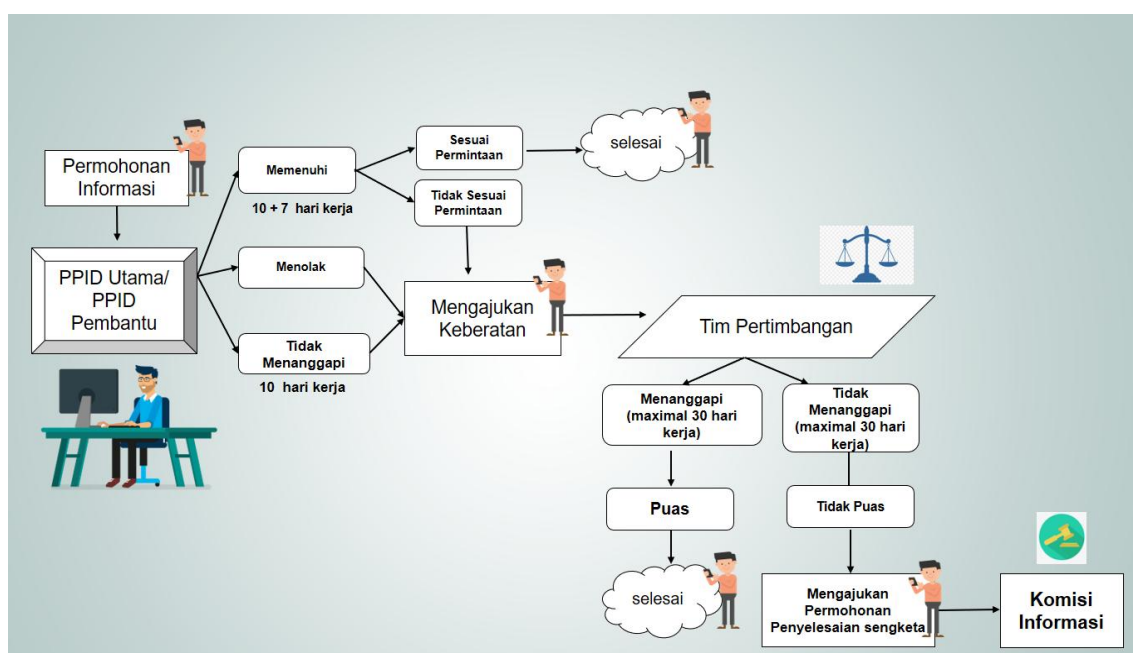 Permohonan
Informasi
PPID Utama/
PPID
Pembantu
Memenuhi
10 + 7 hari kerja
Sesuai
Permintaan
selesai
Tidak Sesuai
Permintaan
Menolak
Tidak
Menanggapi
10 hari kerja
Mengajukan
Keberatan
Tim Pertimbangan
Menanggapi
(maximal 30 hari
kerja)
Puas
selesai
Tidak
Menanggapi
(maximal 30 hari
kerja)
Tidak Puas
Mengajukan
Permohonan
Penyelesaian sengketa
Komisi
Informasi